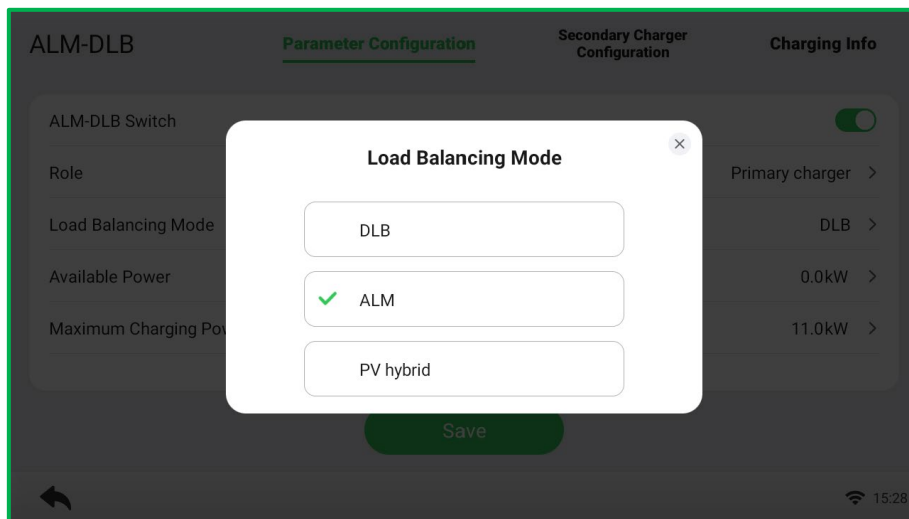 ALM-DLB
Parameter Configuration
Secondary Charger
Configuration
Charging Info
ALM-DLB Switch
Load Balancing Mode
Role
Primary charger
Load Balancing Mode
DLB
DLB
Available Power
0.0kW
ALM
Maximum Charging Pow
11.0kW
PV hybrid
Save
15:28